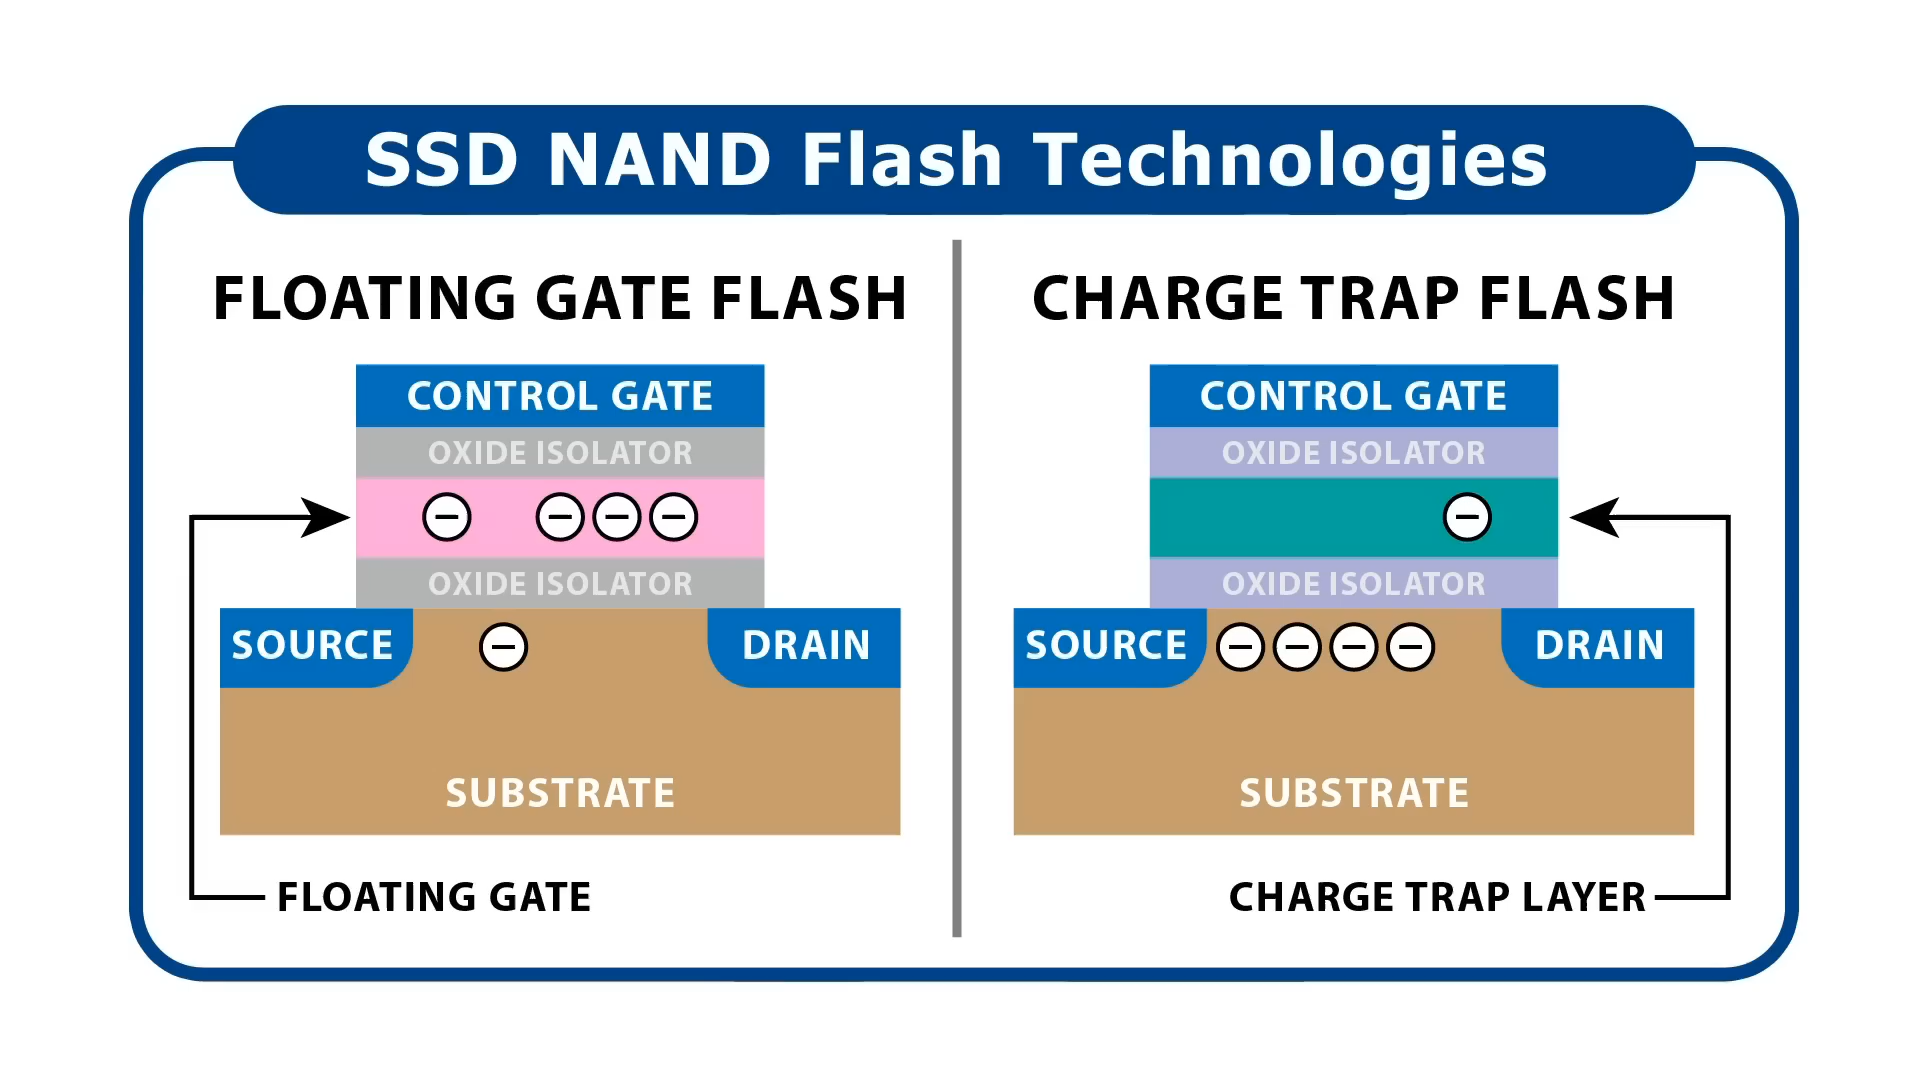 SSD NAND Flash Technologies
FLOATING GATE FLASH
CONTROL GATE
OXIDE ISOLATOR
OXIDE ISOLATOR
SOURCE
DRAIN
SUBSTRATE
FLOATING GATE
CHARGE TRAP FLASH
CONTROL GATE
OXIDE ISOLATOR
OXIDE ISOLATOR
SOURCE
DRAIN
SUBSTRATE
CHARGE TRAP LAYER